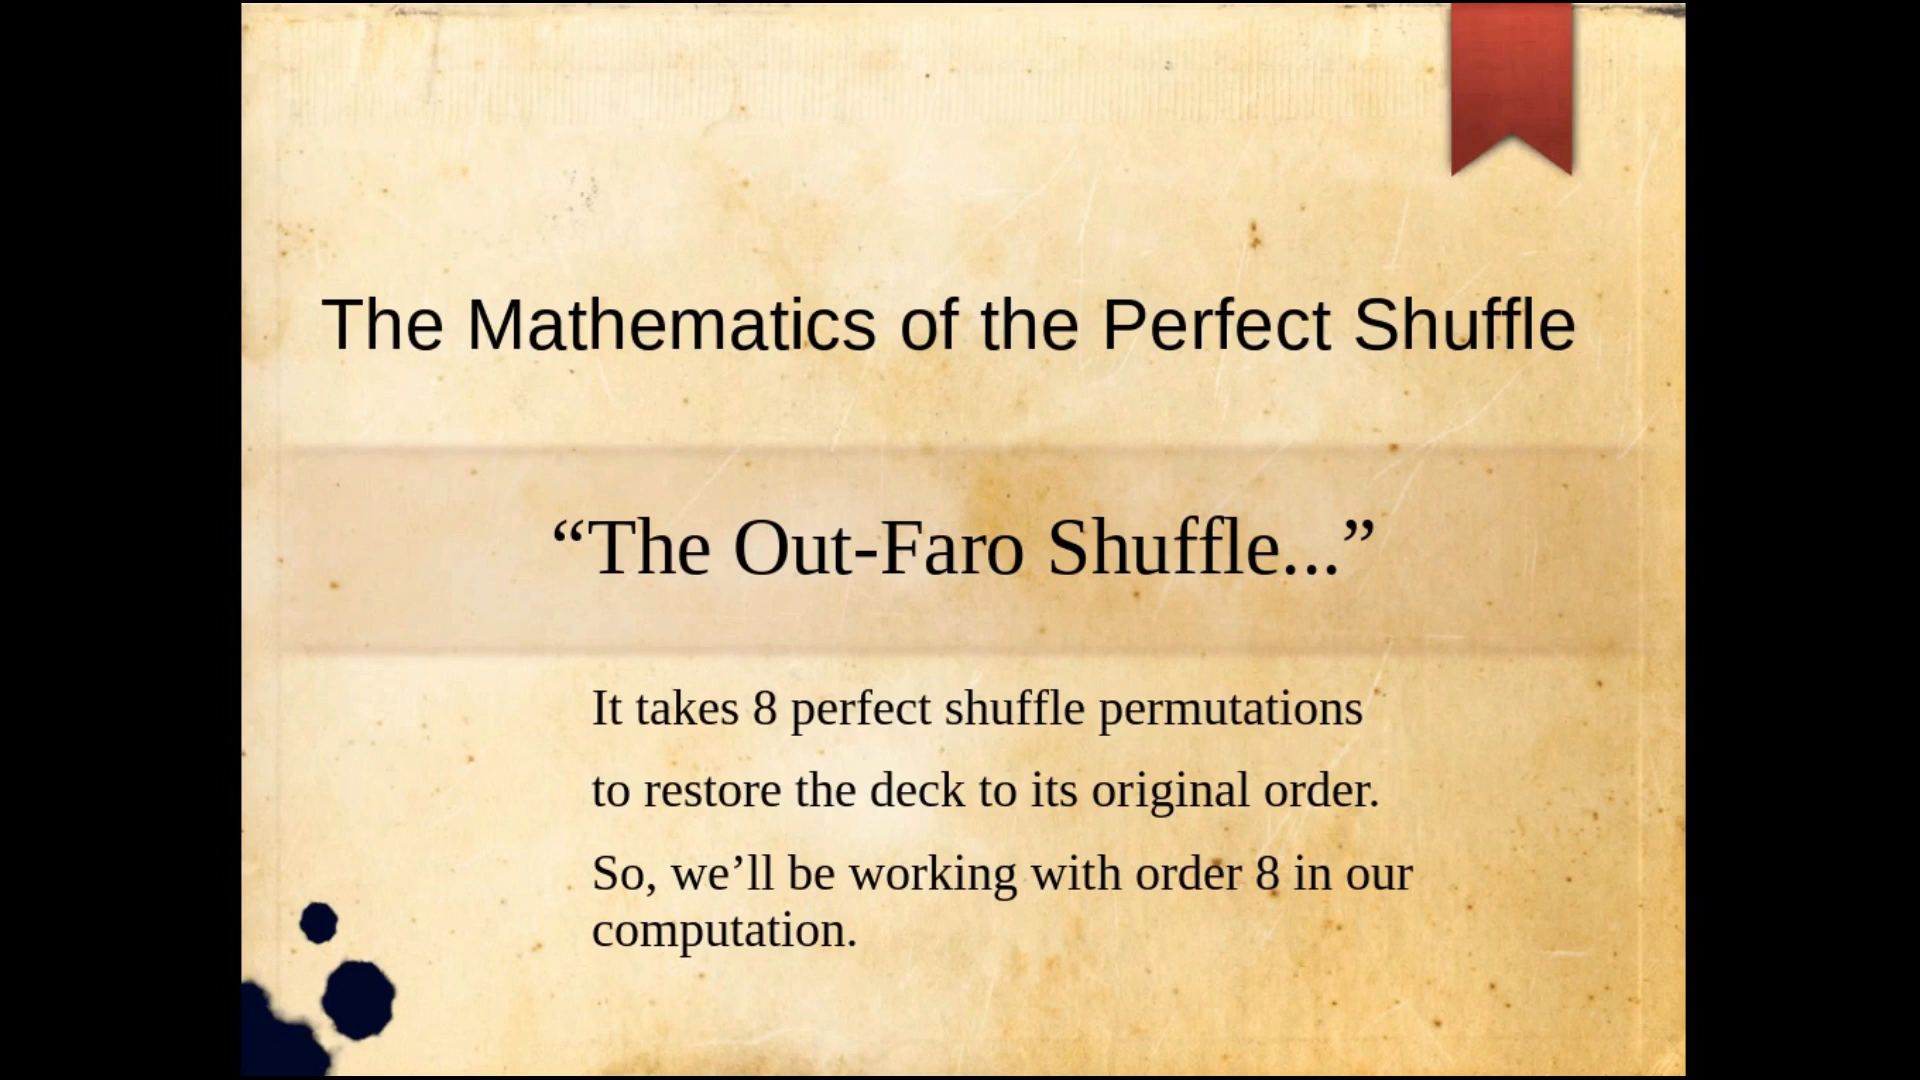 The Mathematics of the Perfect Shuffle
“The Out-Faro Shuffle...”
It takes 8 perfect shuffle permutations
to restore the deck to its original order.
So, we’ll be working with order 8 in our
computation.